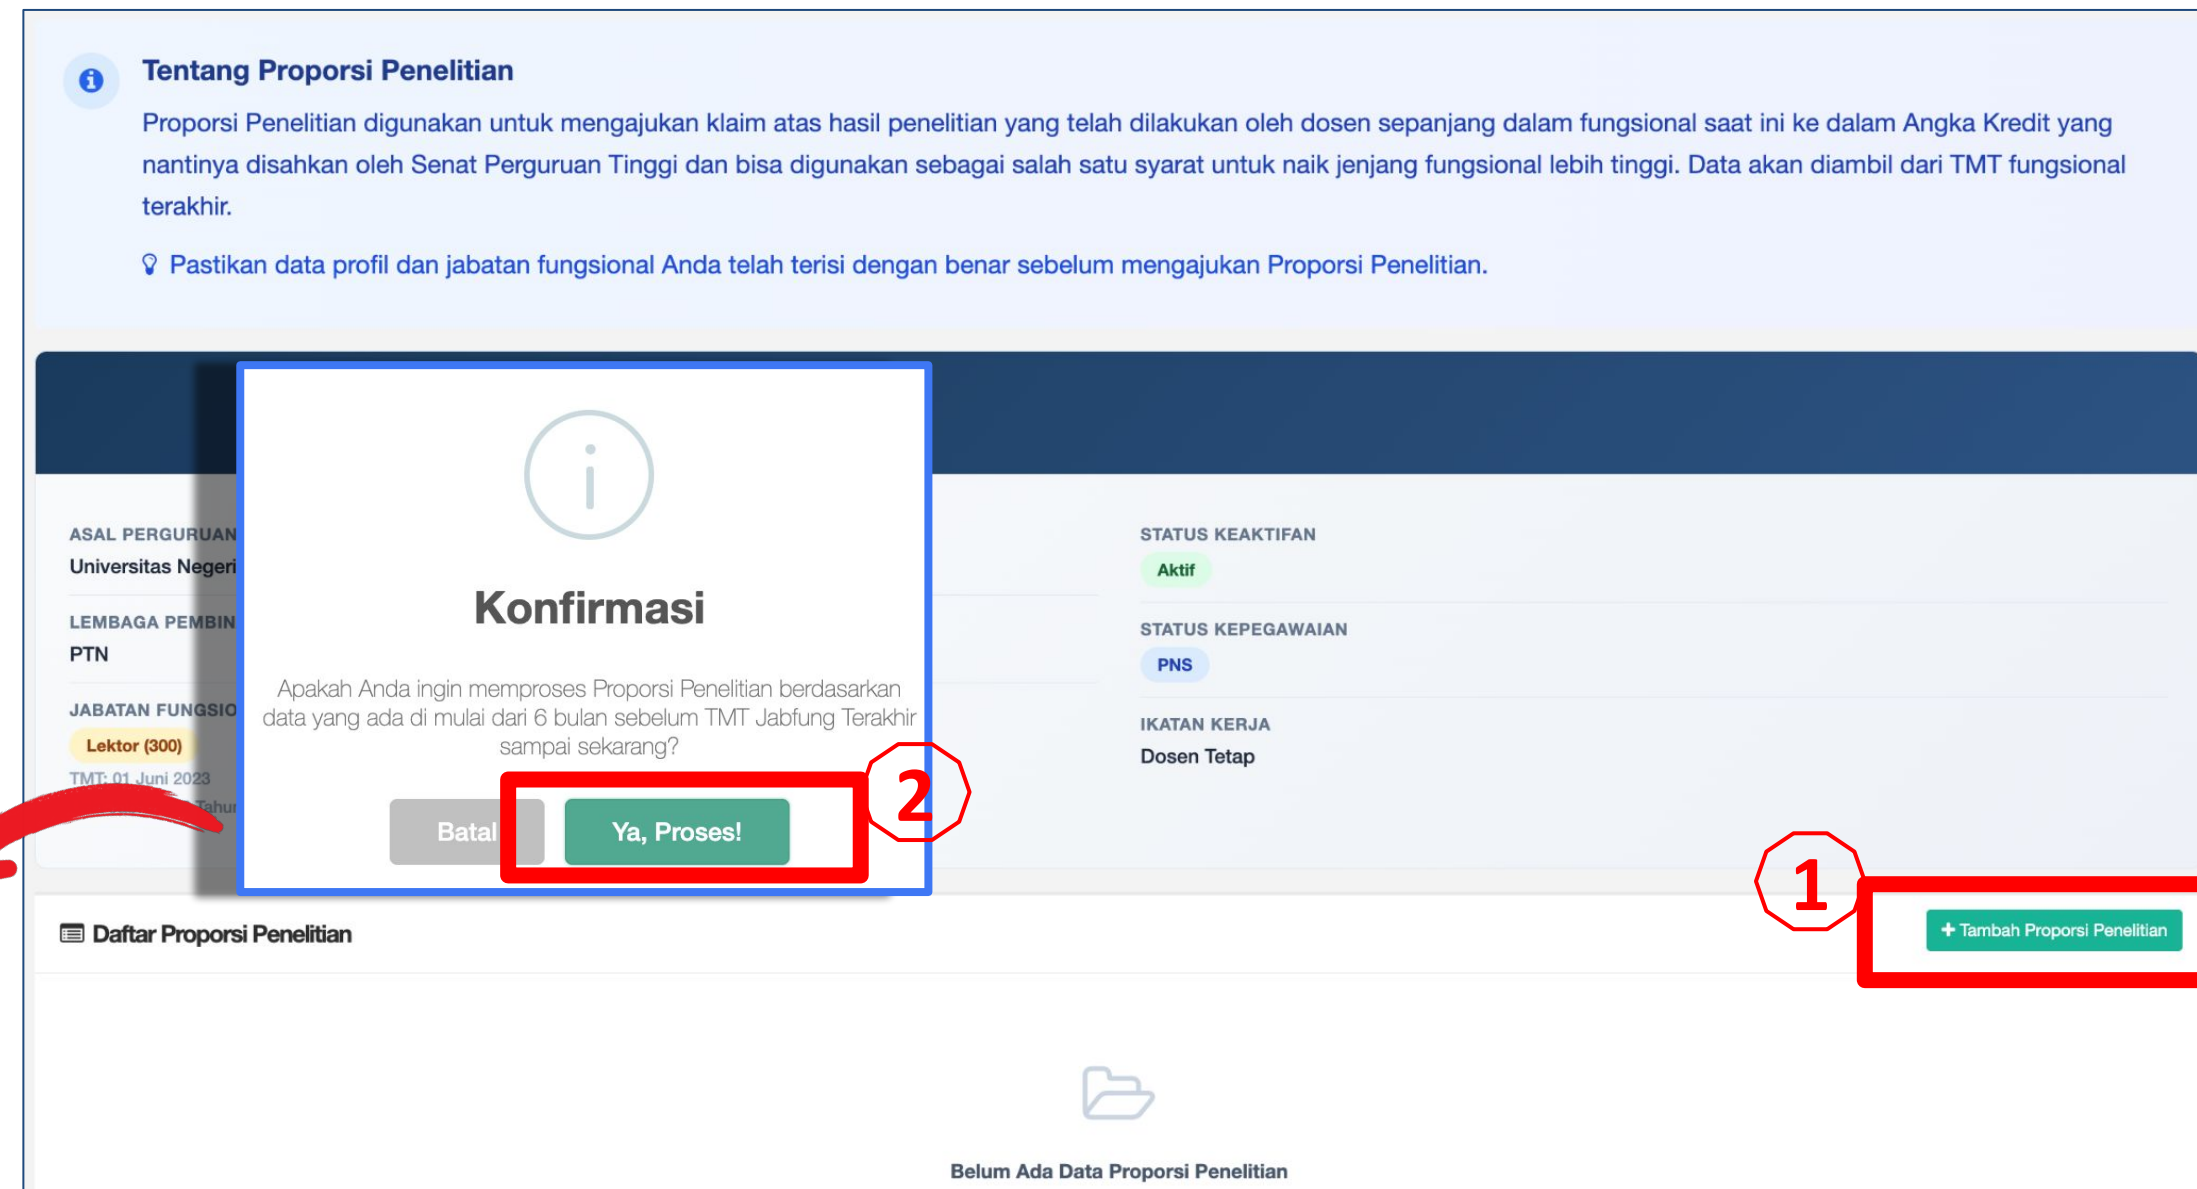 Tentang Proporsi Penelitian
Proporsi Penelitian digunakan untuk mengajukan klaim atas hasil penelitian yang telah dilakukan oleh dosen sepanjang dalam fungsional saat ini ke dalam Angka Kredit yang
nantinya disahkan oleh Senat Perguruan Tinggi dan bisa digunakan sebagai salah satu syarat untuk naik jenjang fungsional lebih tinggi. Data akan diambil dari TMT fungsional
terakhir.
Pastikan data profil dan jabatan fungsional Anda telah terisi dengan benar sebelum mengajukan Proporsi Penelitian.
ASAL PERGURUAN
Universitas Negeri
LEMBAGA PEMBIN
PTN
JABATAN FUNGSIO
Lektor (300)
TMT: 01 Juni 2023
Tahun
Konfirmasi
Apakah Anda ingin memproses Proporsi Penelitian berdasarkan
data yang ada di mulai dari 6 bulan sebelum TMT Jabfung Terakhir
sampai sekarang?
Batal
Ya, Proses!
2
STATUS KEAKTIFAN
Aktif
STATUS KEPEGAWAIAN
PNS
IKATAN KERJA
Dosen Tetap
1
Daftar Proporsi Penelitian
+ Tambah Proporsi Penelitian
Belum Ada Data Proporsi Penelitian